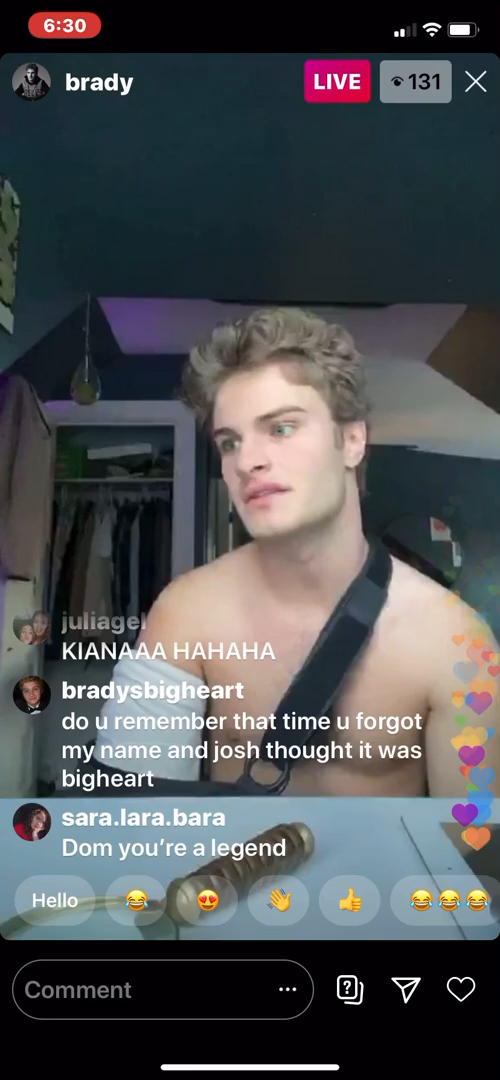 6:30
brady
LIVE
131
juliagel
KIANAAA HAHAHA
bradysbigheart
do u remember that time u forgot
my name and josh thought it was
bigheart
sara.lara.bara
Dom you’re a legend
Hello 😂 😍 👋 👍 😂😂😂
Comment